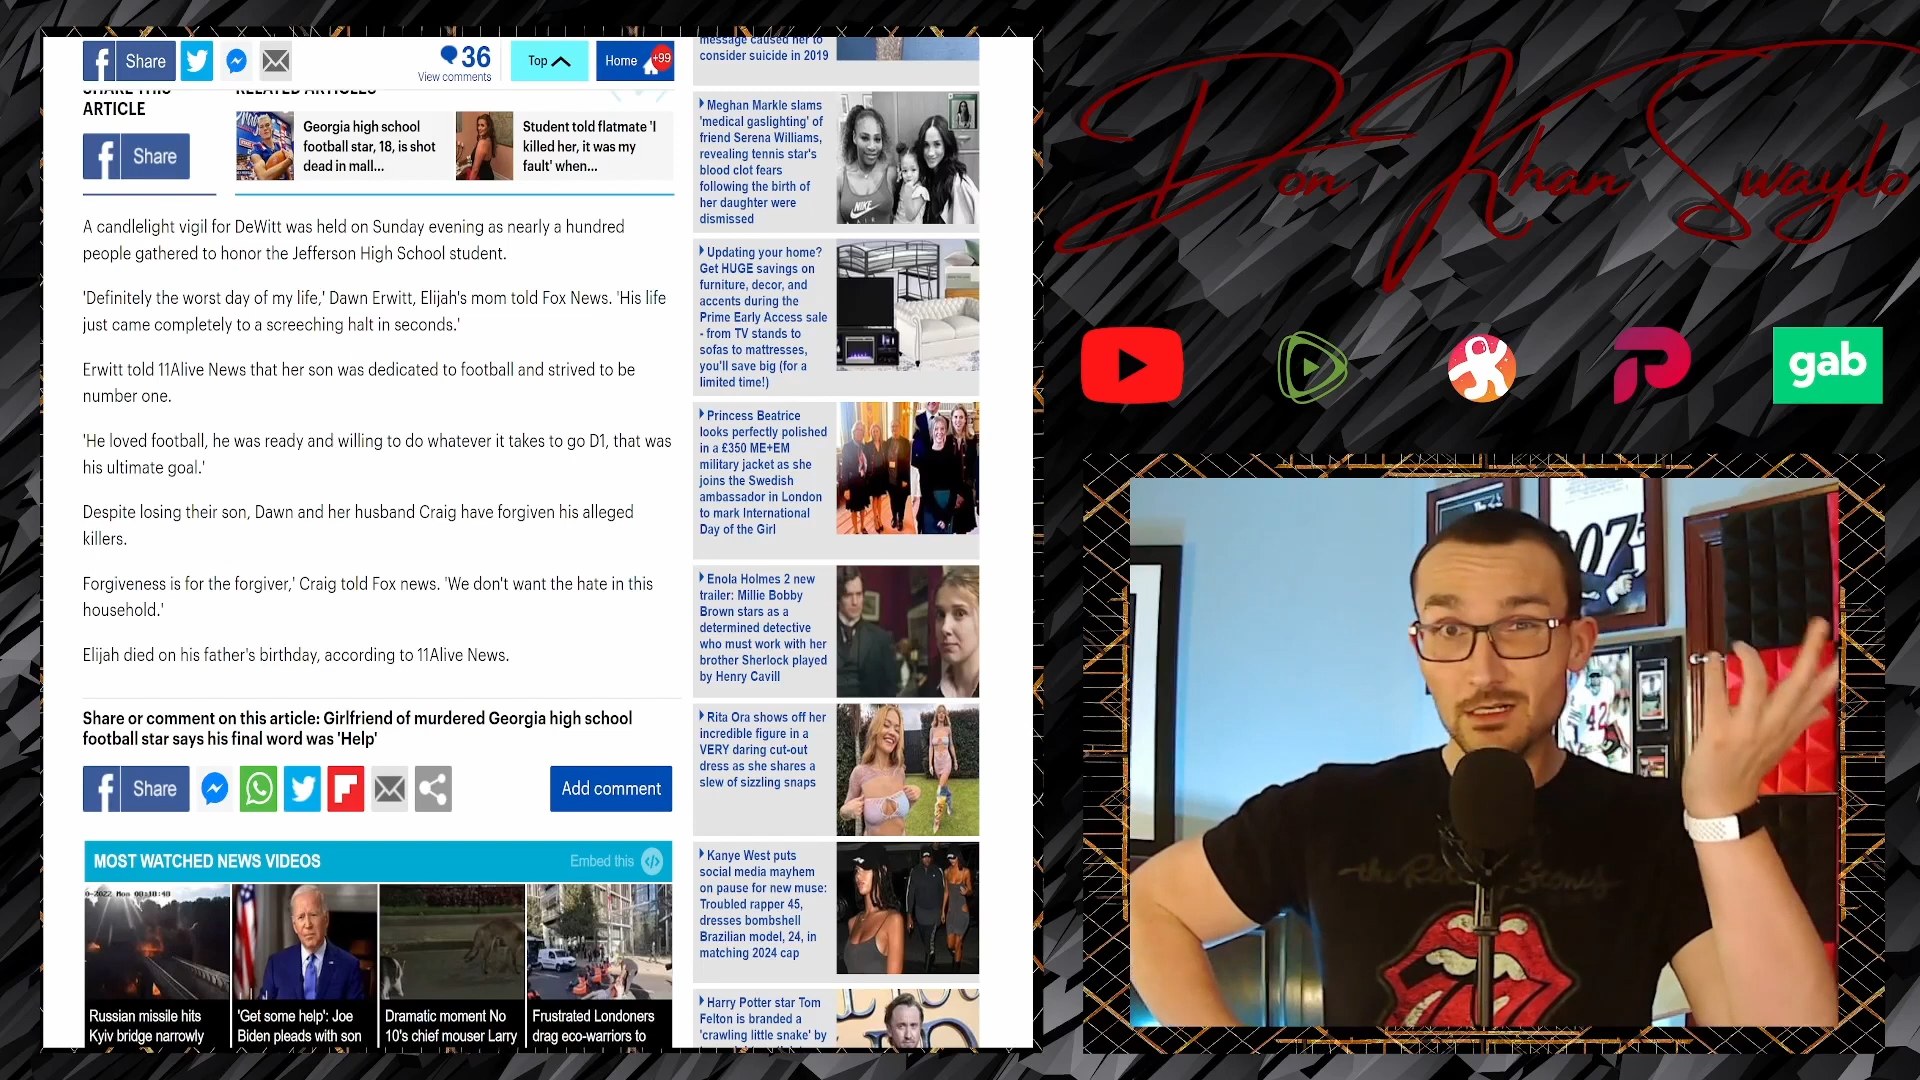 Share
36
View comments
Top
Home
+99
ARTICLE
Share
Georgia high school
football star, 18, is shot
dead in mall...
Student told flatmate 'I
killed her, it was my
fault' when...
A candlelight vigil for DeWitt was held on Sunday evening as nearly a hundred
people gathered to honor the Jefferson High School student.
'Definitely the worst day of my life,' Dawn Erwitt, Elijah's mom told Fox News. 'His life
just came completely to a screeching halt in seconds.'
Erwitt told 11Alive News that her son was dedicated to football and strived to be
number one.
'He loved football, he was ready and willing to do whatever it takes to go D1, that was
his ultimate goal.'
Despite losing their son, Dawn and her husband Craig have forgiven his alleged
killers.
Forgiveness is for the forgiver,' Craig told Fox news. 'We don't want the hate in this
household.'
Elijah died on his father's birthday, according to 11Alive News.
Share or comment on this article: Girlfriend of murdered Georgia high school
football star says his final word was 'Help'
Share
Add comment
MOST WATCHED NEWS VIDEOS
Embed this
Russian missile hits
Kyiv bridge narrowly
'Get some help': Joe
Biden pleads with son
Dramatic moment No
10's chief mouser Larry
Frustrated Londoners
drag eco-warriors to
message caused her to
consider suicide in 2019
Meghan Markle slams
'medical gaslighting' of
friend Serena Williams,
revealing tennis star's
blood clot fears
following the birth of
her daughter were
dismissed
NIKE
Updating your home?
Get HUGE savings on
furniture, decor, and
accents during the
Prime Early Access sale
- from TV stands to
sofas to mattresses,
you'll save big (for a
limited time!)
Princess Beatrice
looks perfectly polished
in a £350 ME+EM
military jacket as she
joins the Swedish
ambassador in London
to mark International
Day of the Girl
Enola Holmes 2 new
trailer: Millie Bobby
Brown stars as a
determined detective
who must work with her
brother Sherlock played
by Henry Cavill
Rita Ora shows off her
incredible figure in a
VERY daring cut-out
dress as she shares a
slew of sizzling snaps
Kanye West puts
social media mayhem
on pause for new muse:
Troubled rapper 45,
dresses bombshell
Brazilian model, 24, in
matching 2024 cap
Harry Potter star Tom
Felton is branded a
'crawling little snake' by
Don Khan Swaylo
gab
007
42
the Rolling Stones